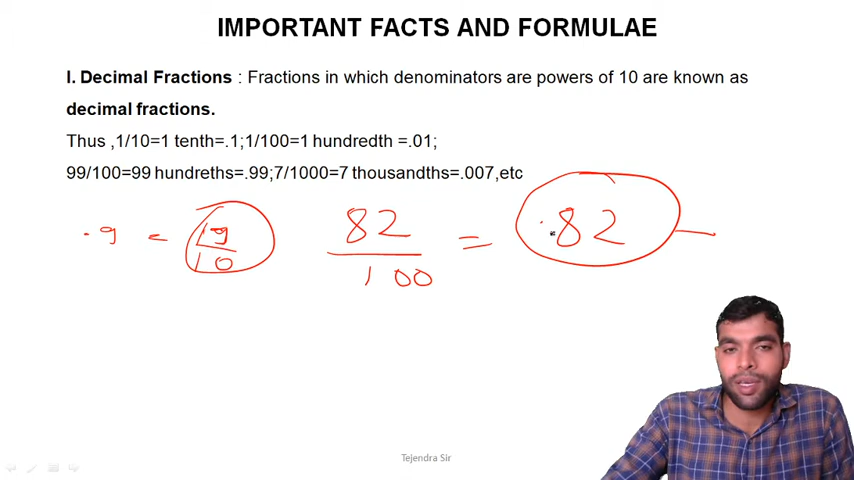 IMPORTANT FACTS AND FORMULAE
I. Decimal Fractions : Fractions in which denominators are powers of 10 are known as
decimal fractions.
Thus ,1/10=1 tenth=.1;1/100=1 hundredth =.01;
99/100=99 hundreths=.99;7/1000=7 thousandths=.007,etc
.9 = 9/10 82/100 = .82
Tejendra Sir